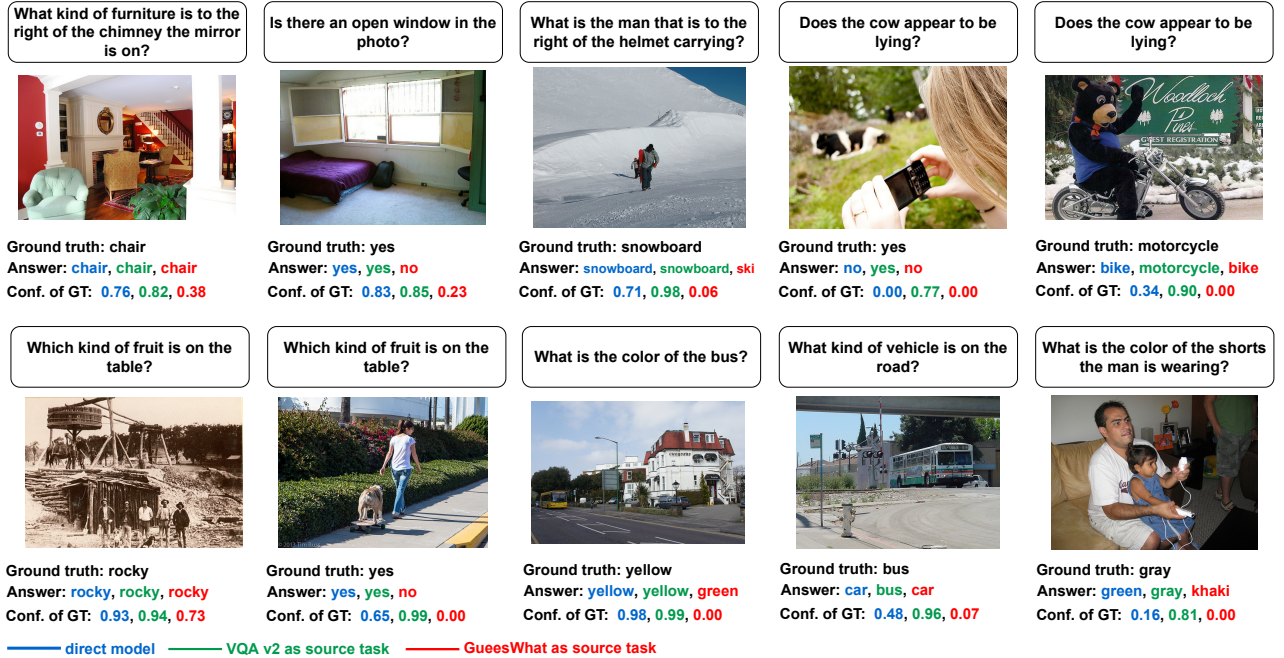 What kind of furniture is to the
right of the chimney the mirror
is on?
Ground truth: chair
Answer: chair, chair, chair
Conf. of GT: 0.76, 0.82, 0.38
Is there an open window in the
photo?
Ground truth: yes
Answer: yes, yes, no
Conf. of GT: 0.83, 0.85, 0.23
What is the man that is to the
right of the helmet carrying?
Ground truth: snowboard
Answer: snowboard, snowboard, ski
Conf. of GT: 0.71, 0.98, 0.06
Does the cow appear to be
lying?
Ground truth: yes
Answer: no, yes, no
Conf. of GT: 0.00, 0.77, 0.00
Does the cow appear to be
lying?
Woodloch
Pines
GUEST REGISTRATION
Ground truth: motorcycle
Answer: bike, motorcycle, bike
Conf. of GT: 0.34, 0.90, 0.00
Which kind of fruit is on the
table?
Ground truth: rocky
Answer: rocky, rocky, rocky
Conf. of GT: 0.93, 0.94, 0.73
Which kind of fruit is on the
table?
Ground truth: yes
Answer: yes, yes, no
Conf. of GT: 0.65, 0.99, 0.00
What is the color of the bus?
Ground truth: yellow
Answer: yellow, yellow, green
Conf. of GT: 0.98, 0.99, 0.00
What kind of vehicle is on the
road?
Ground truth: bus
Answer: car, bus, car
Conf. of GT: 0.48, 0.96, 0.07
What is the color of the shorts
the man is wearing?
Ground truth: gray
Answer: green, gray, khaki
Conf. of GT: 0.16, 0.81, 0.00
direct model
VQA v2 as source task
GueesWhat as source task